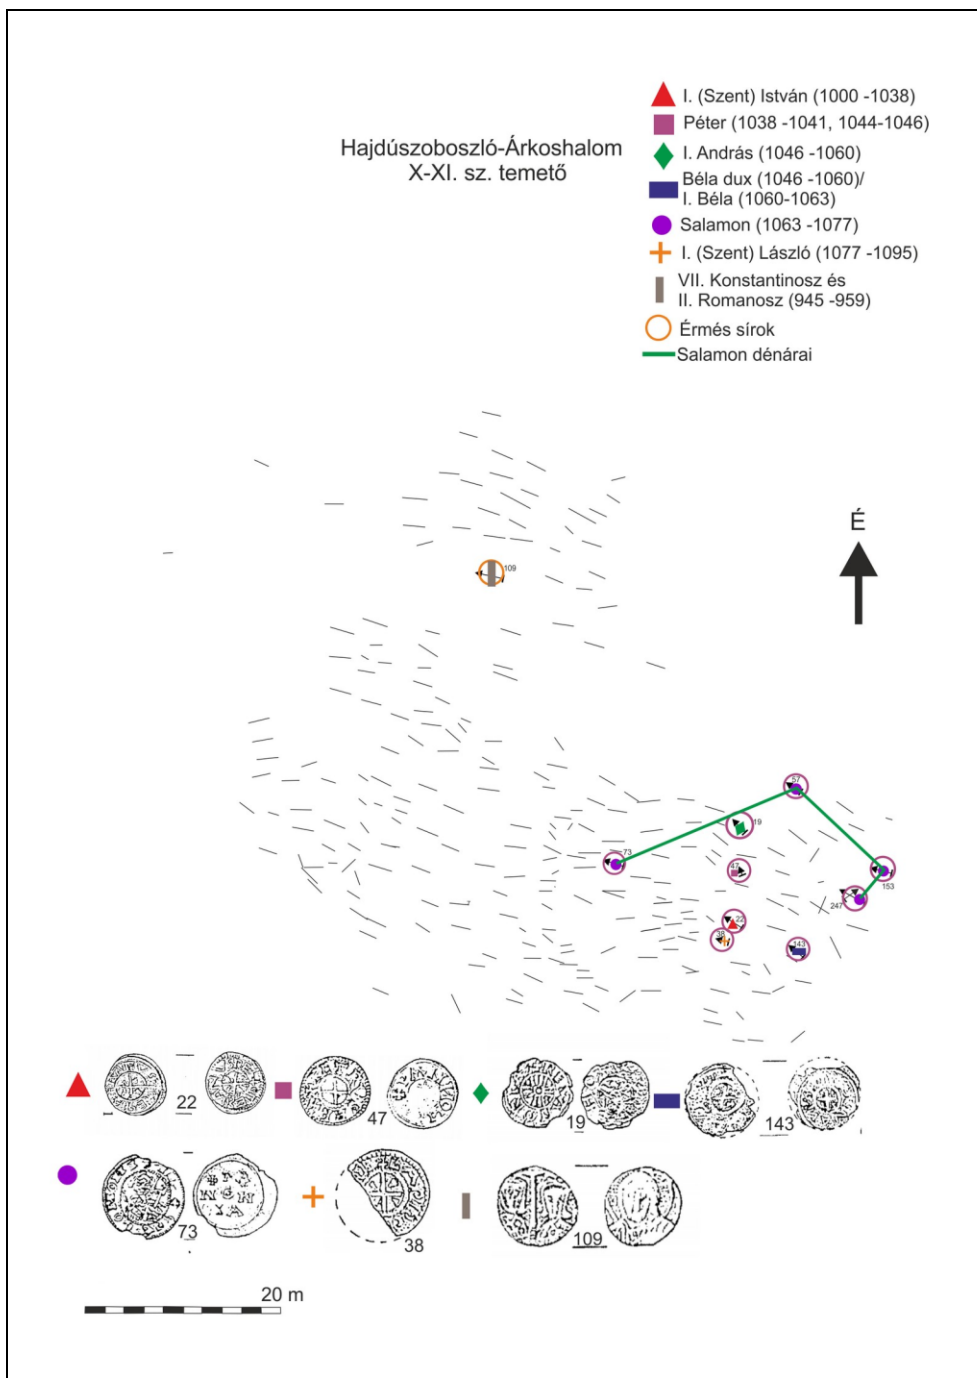 Hajdúszoboszló-Árkoshalom
X-XI. sz. temető
I. (Szent) István (1000 -1038)
Péter (1038 -1041, 1044-1046)
I. András (1046 -1060)
Béla dux (1046 -1060)/
I. Béla (1060-1063)
Salamon (1063 -1077)
I. (Szent) László (1077 -1095)
VII. Konstantinosz és
II. Romanosz (945 -959)
Érmés sírok
Salamon dénárai
É
109
57
19
73
47
153
247
22
38
143
22
47
19
143
73
38
109
20 m